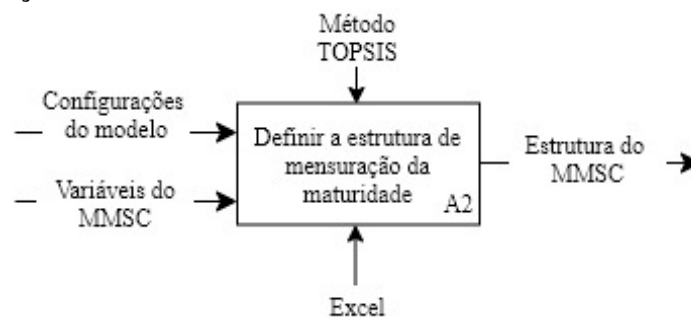 Método
TOPSIS
Configurações
do modelo
Definir a estrutura de
mensuração da
maturidade
A2
Estrutura do
MMSC
Variáveis do
MMSC
Excel